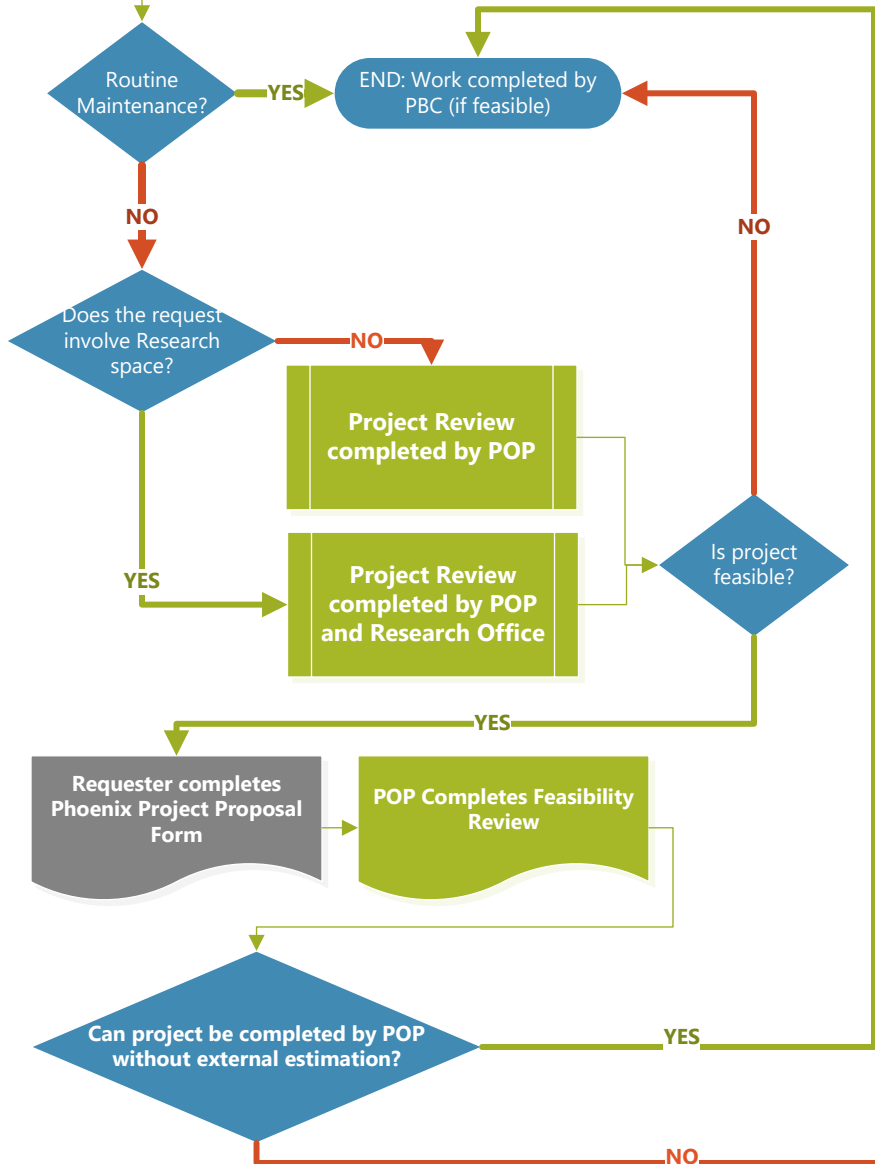 Routine
Maintenance?
YES
END: Work completed by
PBC (if feasible)
NO
NO
Does the request
involve Research
space?
NO
Project Review
completed by POP
Is project
feasible?
YES
Project Review
completed by POP
and Research Office
YES
Requester completes
Phoenix Project Proposal
Form
POP Completes Feasibility
Review
Can project be completed by POP
without external estimation?
YES
NO